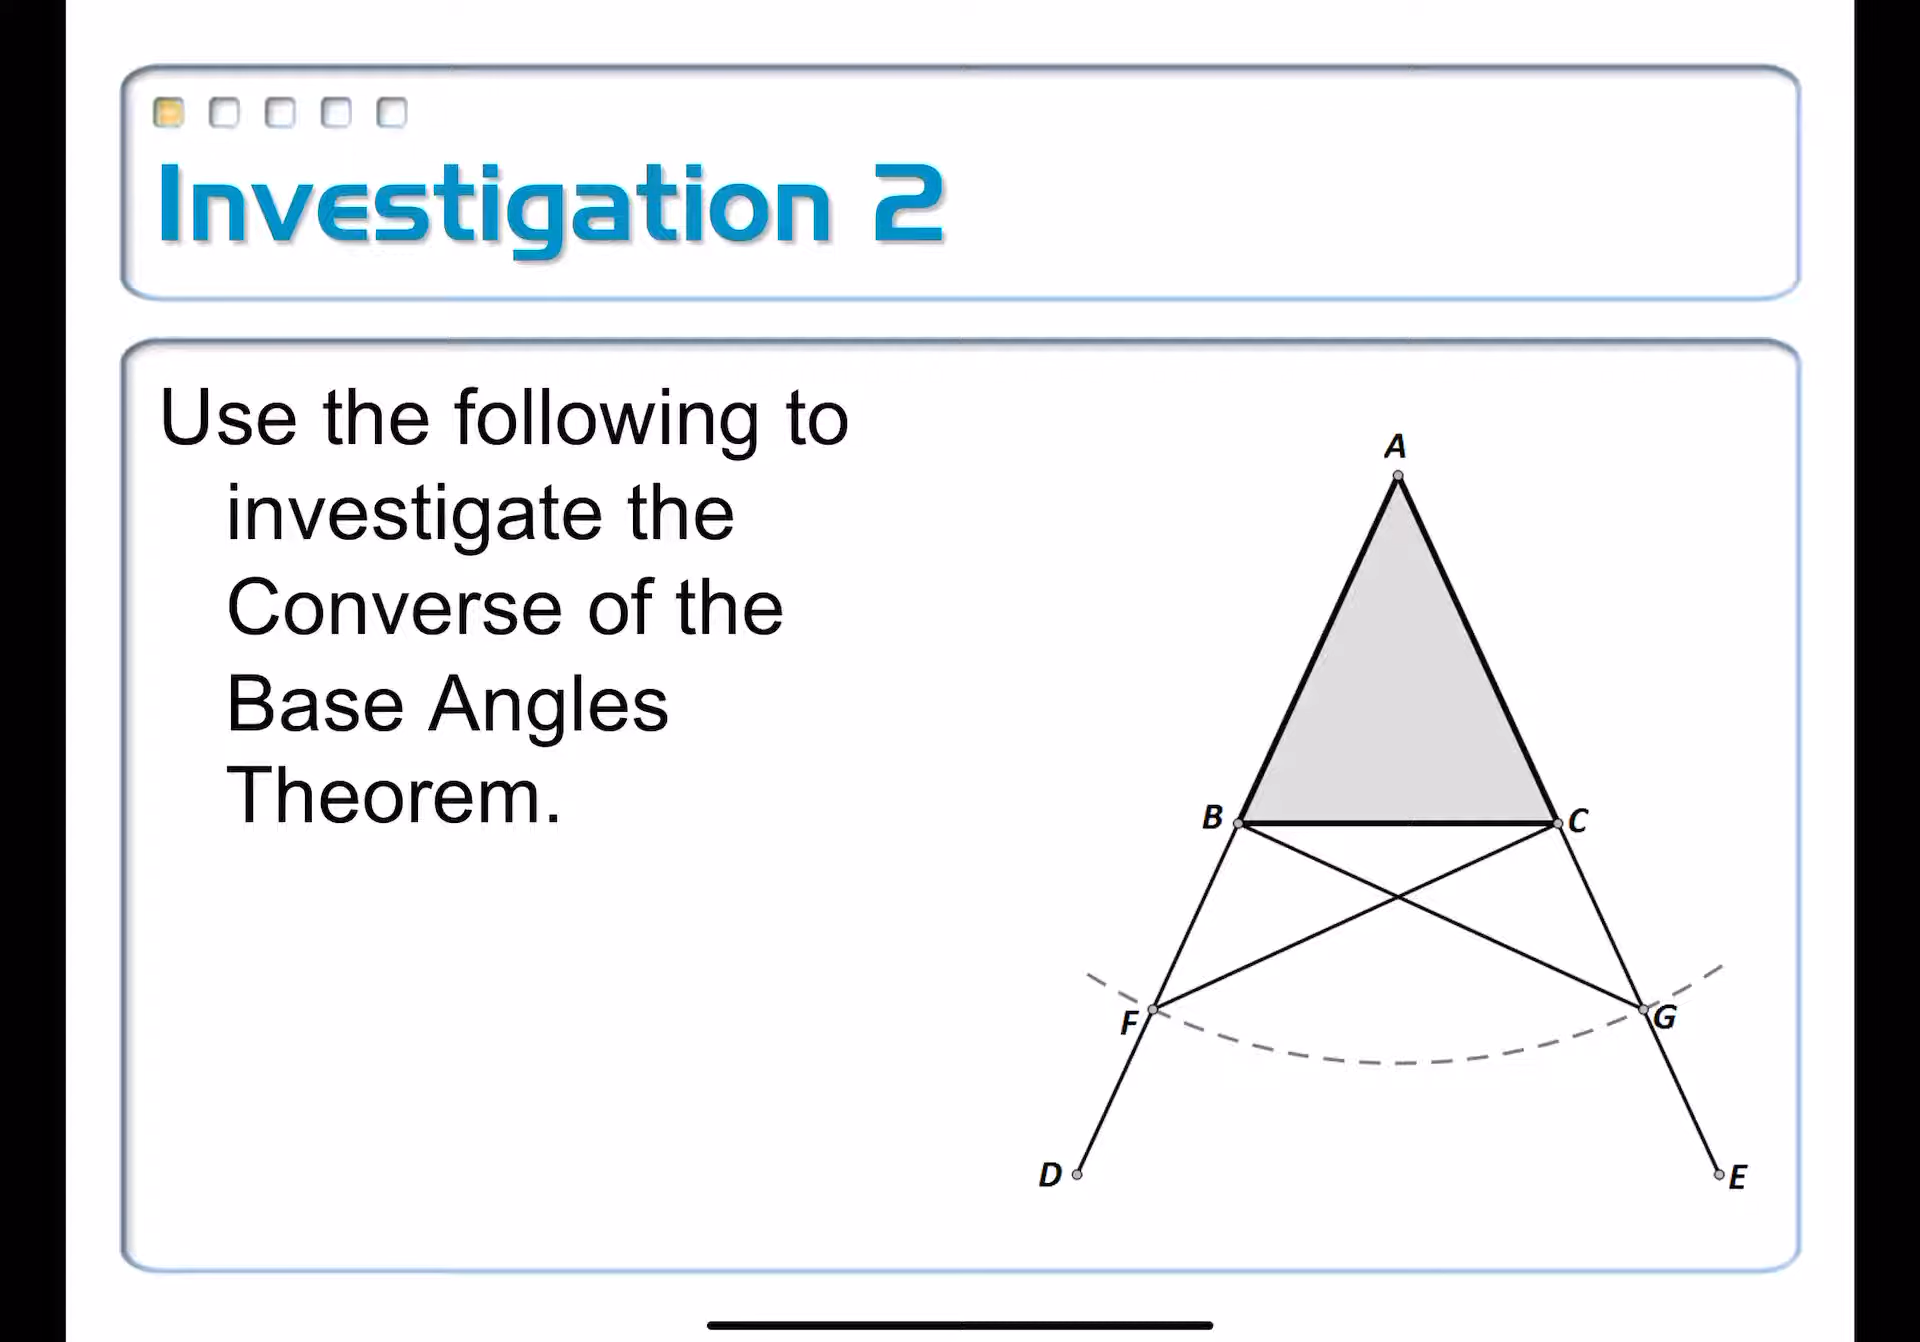 Investigation 2
Use the following to
investigate the
Converse of the
Base Angles
Theorem.
A
B
C
F
G
D
E